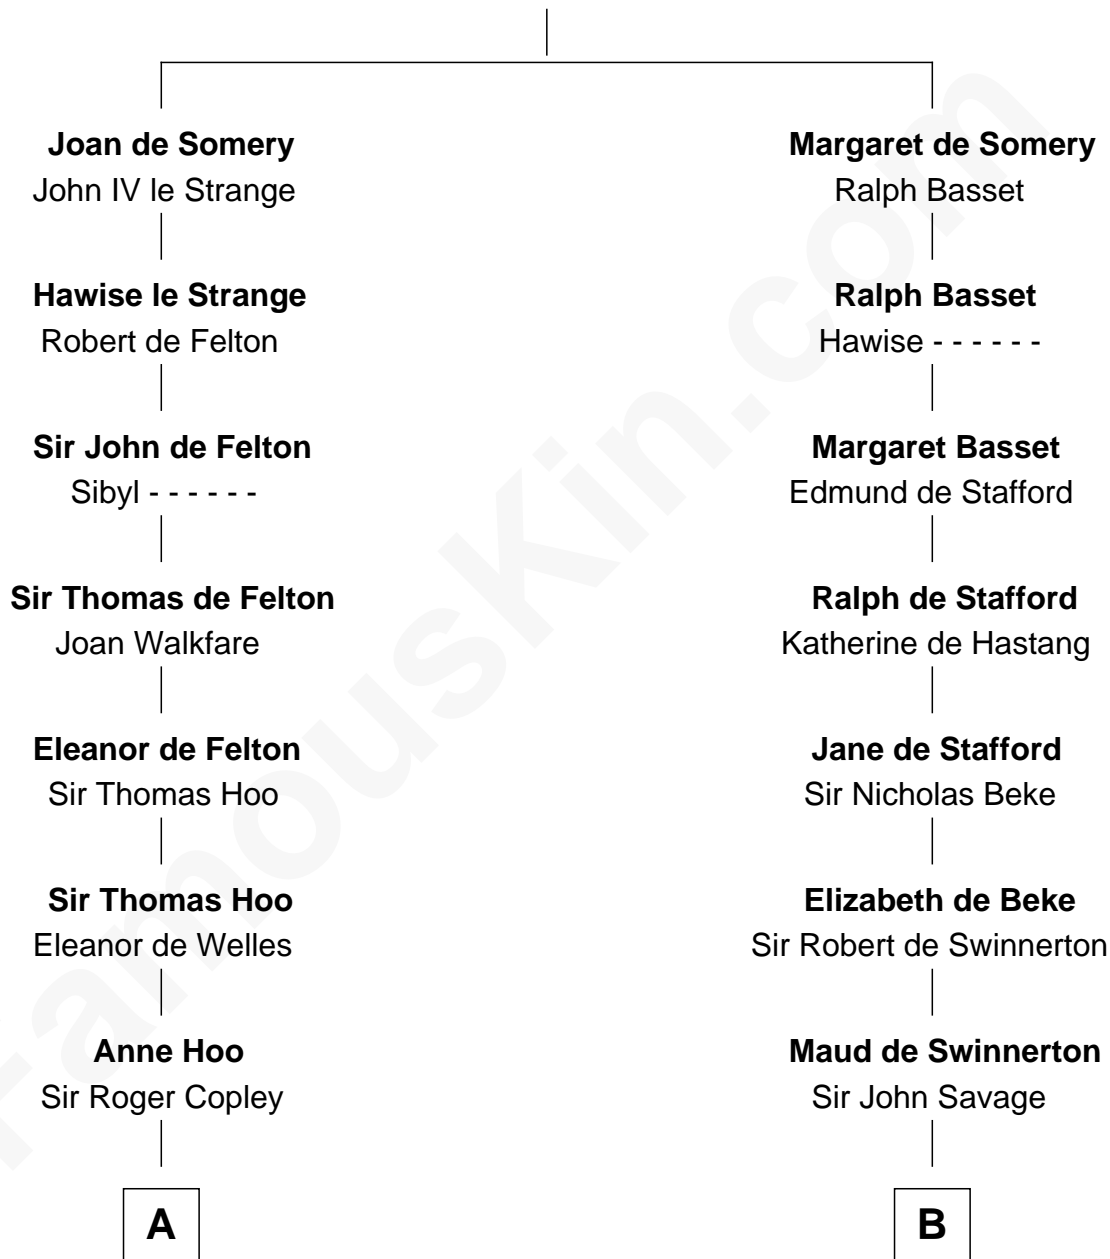 Joan de Somery
John IV le Strange
Hawise le Strange
Robert de Felton
Sir John de Felton
Sibyl - - - - - -
Sir Thomas de Felton
Joan Walkfare
Eleanor de Felton
Sir Thomas Hoo
Sir Thomas Hoo
Eleanor de Welles
Anne Hoo
Sir Roger Copley
A
Margaret de Somery
Ralph Basset
Ralph Basset
Hawise - - - - - -
Margaret Basset
Edmund de Stafford
Ralph de Stafford
Katherine de Hastang
Jane de Stafford
Sir Nicholas Beke
Elizabeth de Beke
Sir Robert de Swinnerton
Maud de Swinnerton
Sir John Savage
B
FamousKin.com